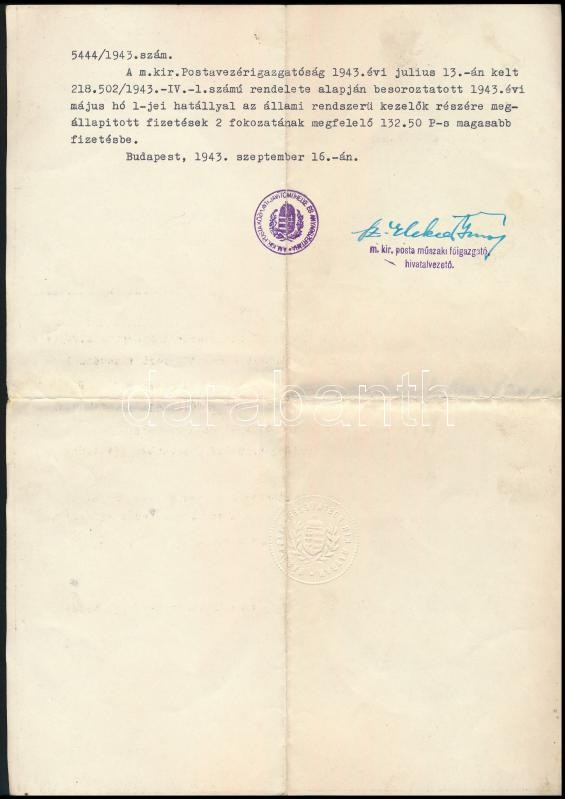 5444/1943.szám.
A m.kir.Postavezérigazgatóság 1943.évi julius 13.-án kelt
218.502/1943.-IV.-1.számú rendelete alapján besoroztatott 1943.évi
május hó 1-jei hatállyal az állami rendszerü kezelők részére meg-
állapitott fizetések 2 fokozatának megfelelő 132.50 P-s magasabb
fizetésbe.
Budapest, 1943. szeptember 16.-án.
m. kir. posta műszaki főigazgató,
hivatalvezető.
darabanth